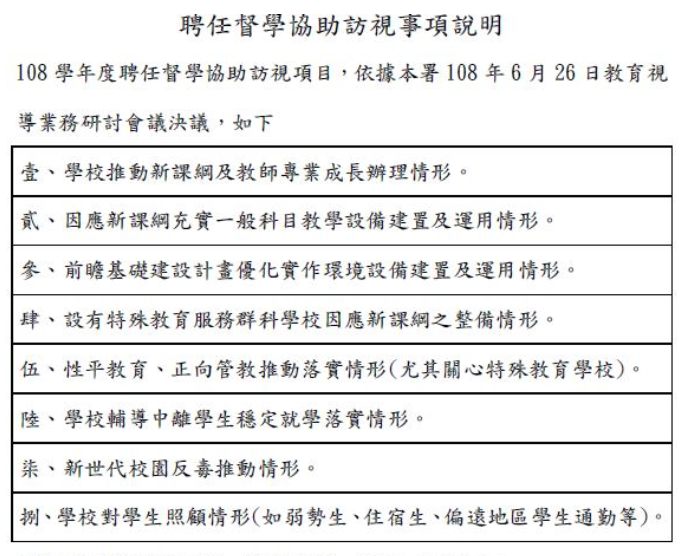 聘任督學協助訪視事項說明
108 學年度聘任督學協助訪視項目，依據本署 108 年 6 月 26 日教育視
導業務研討會議決議，如下
壹、學校推動新課綱及教師專業成長辦理情形。
貳、因應新課綱充實一般科目教學設備建置及運用情形。
參、前瞻基礎建設計畫優化實作環境設備建置及運用情形。
肆、設有特殊教育服務群科學校因應新課綱之整備情形。
伍、性平教育、正向管教推動落實情形(尤其關心特殊教育學校)。
陸、學校輔導中離學生穩定就學落實情形。
柒、新世代校園反毒推動情形。
捌、學校對學生照顧情形(如弱勢生、住宿生、偏遠地區學生通勤等)。